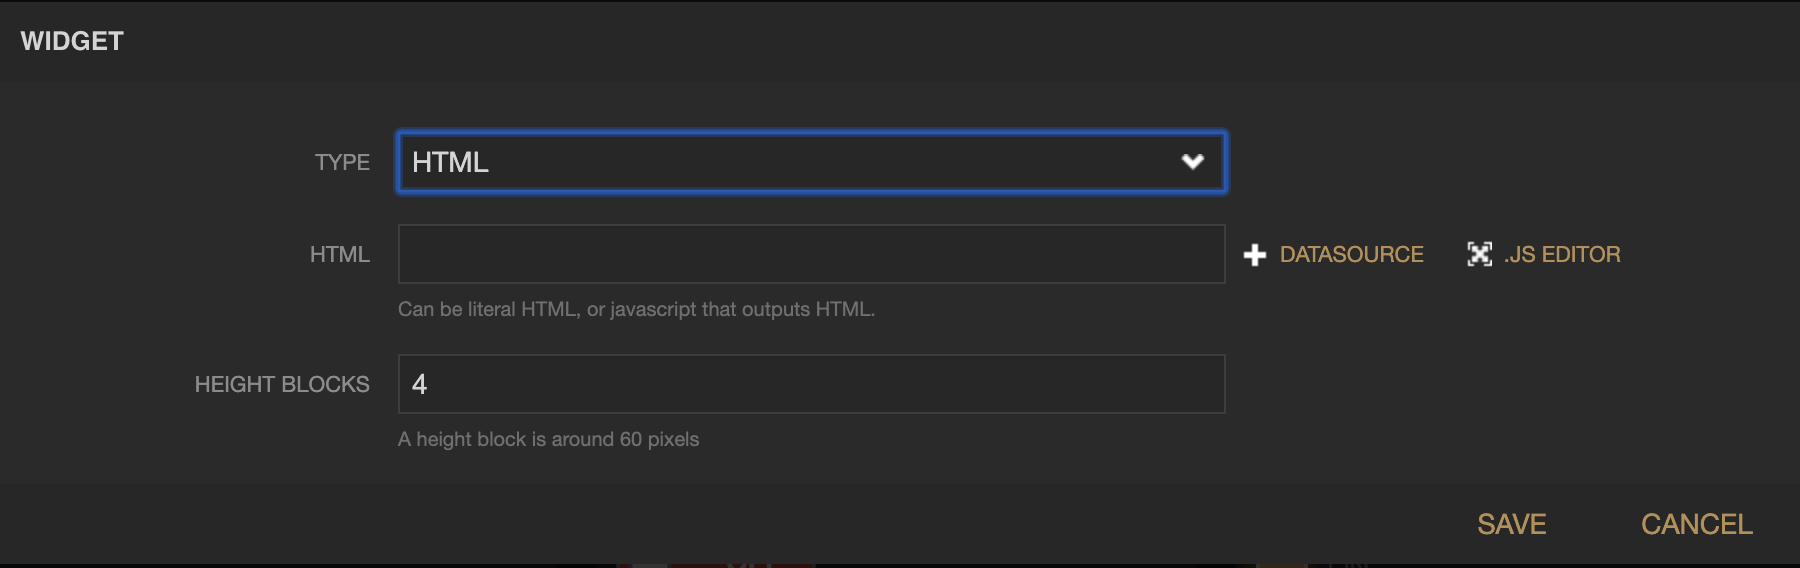 WIDGET
TYPE HTML
HTML DATASOURCE .JS EDITOR
Can be literal HTML, or javascript that outputs HTML.
HEIGHT BLOCKS 4
A height block is around 60 pixels
SAVE CANCEL